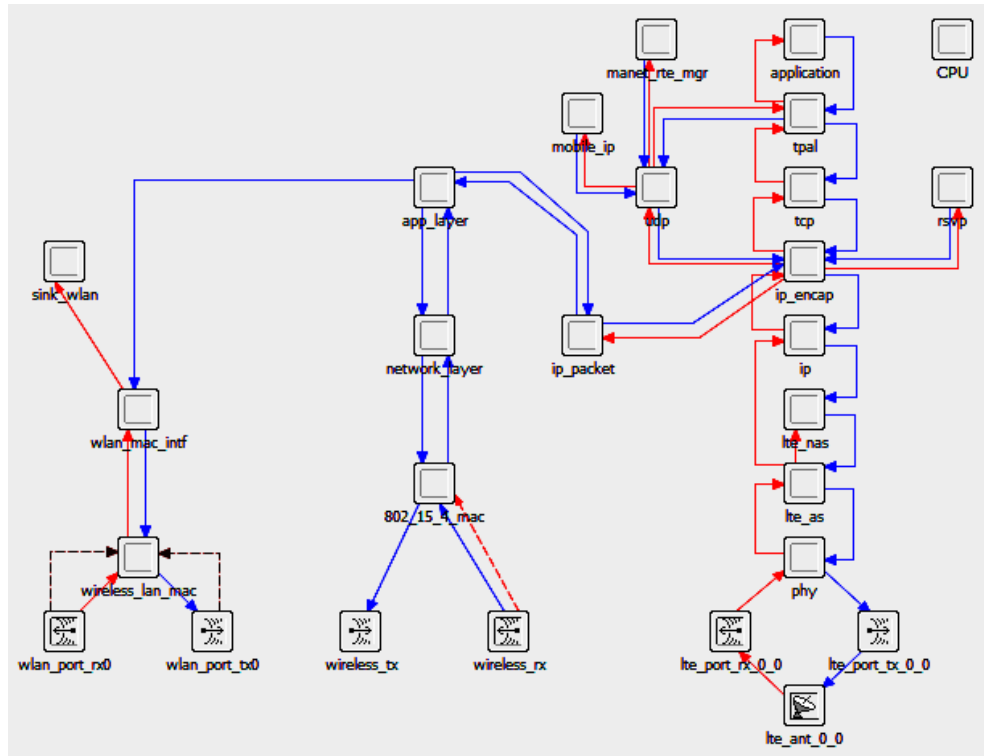 manet_rte_mgr
application
CPU
mobile_ip
tpal
app_layer
udp
tcp
rsvp
sink_wlan
ip_encap
network_layer
ip_packet
ip
wlan_mac_intf
lte_nas
802_15_4_mac
lte_as
wireless_lan_mac
phy
wlan_port_rx0
wlan_port_tx0
wireless_tx
wireless_rx
lte_port_rx_0_0
lte_port_tx_0_0
lte_ant_0_0